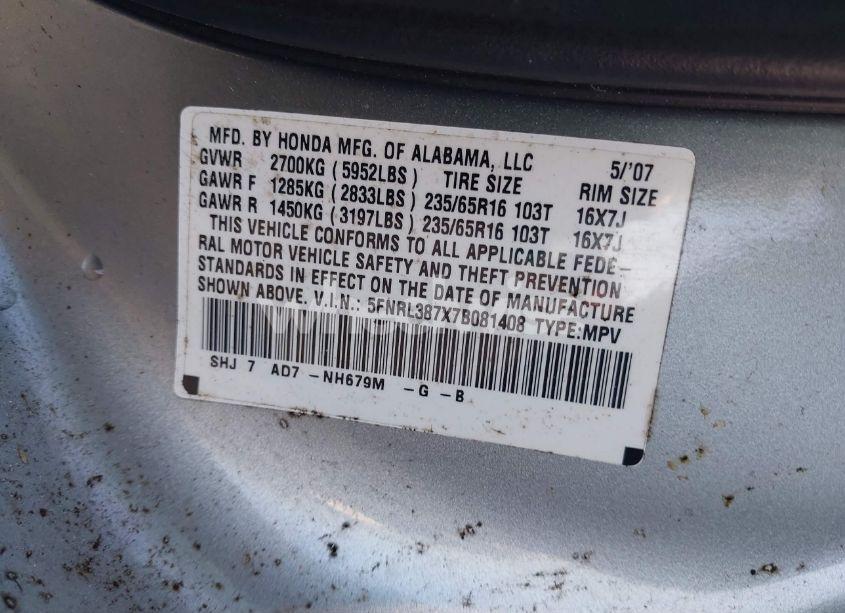 MFD. BY HONDA MFG. OF ALABAMA, LLC 5/'07
GVWR 2700KG ( 5952LBS ) TIRE SIZE RIM SIZE
GAWR F 1285KG ( 2833LBS ) 235/65R16 103T 16X7J
GAWR R 1450KG ( 3197LBS ) 235/65R16 103T 16X7J
THIS VEHICLE CONFORMS TO ALL APPLICABLE FEDE-
RAL MOTOR VEHICLE SAFETY AND THEFT PREVENTION
STANDARDS IN EFFECT ON THE DATE OF MANUFACTURE
SHOWN ABOVE. V.I.N.: 5FNRL387X7B081408 TYPE:MPV
SHJ 7 AD7 -NH679M -G -B